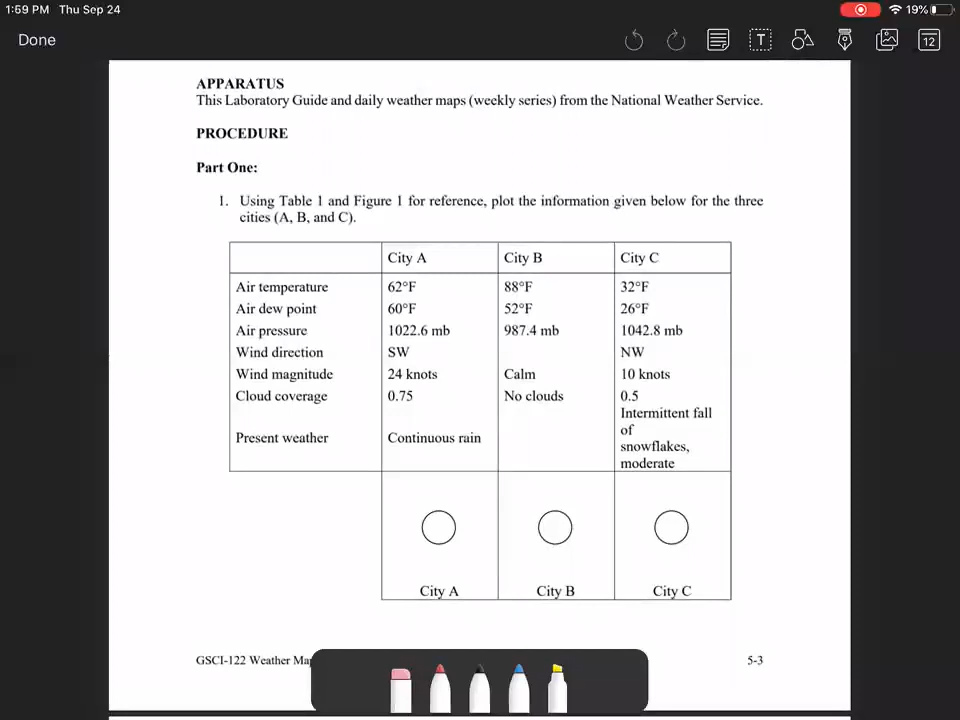 1:59 PM Thu Sep 24
19%
Done
T
12
APPARATUS
This Laboratory Guide and daily weather maps (weekly series) from the National Weather Service.
PROCEDURE
Part One:
1. Using Table 1 and Figure 1 for reference, plot the information given below for the three
cities (A, B, and C).
City A City B City C
Air temperature 62°F 88°F 32°F
Air dew point 60°F 52°F 26°F
Air pressure 1022.6 mb 987.4 mb 1042.8 mb
Wind direction SW NW
Wind magnitude 24 knots Calm 10 knots
Cloud coverage 0.75 No clouds 0.5
Present weather Continuous rain Intermittent fall
of
snowflakes,
moderate
City A City B City C
GSCI-122 Weather Ma
5-3